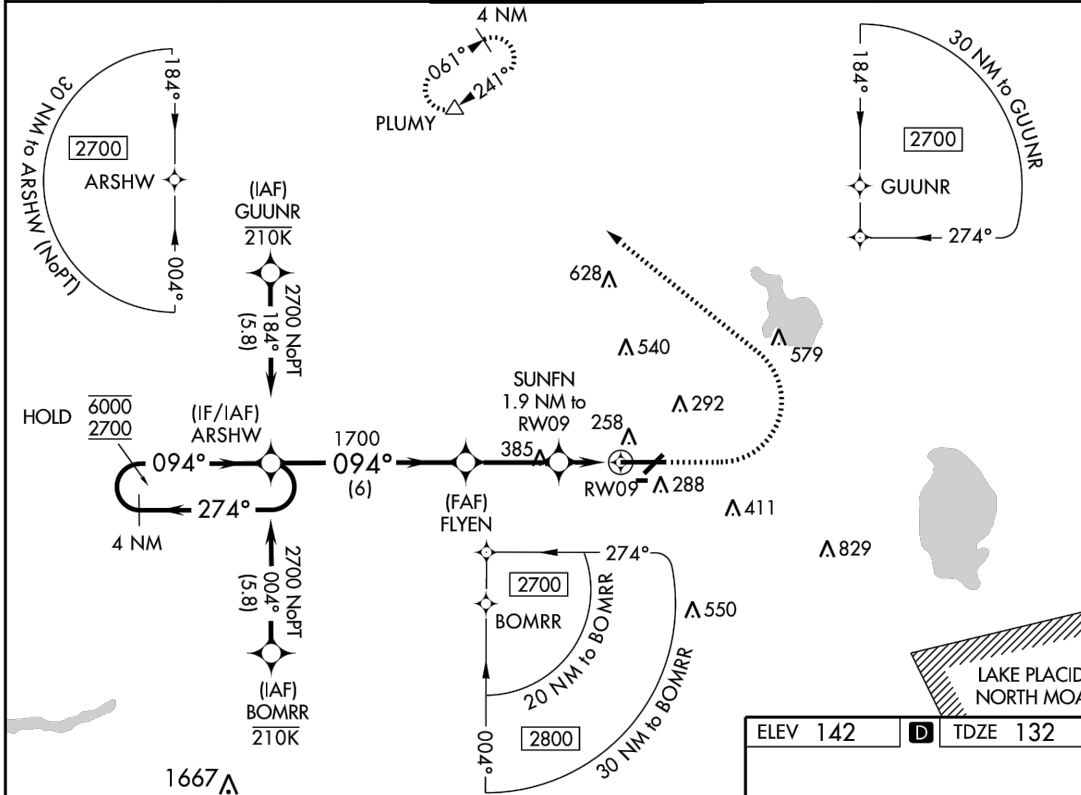 4 NM
061°
241°
PLUMY
184°
30 NM to ARSHW (NoPT)
2700
ARSHW
004°
184°
30 NM to GUUNR
2700
GUUNR
274°
(IAF)
GUUNR
210K
2700 NoPT
184°
(5.8)
628
540
579
292
SUNFN
1.9 NM to
RW09
258
385
HOLD
6000
2700
(IF/IAF)
ARSHW
094°
274°
4 NM
1700
094°
(6)
(FAF)
FLYEN
RW09
288
411
829
2700 NoPT
004°
(5.8)
(IAF)
BOMRR
210K
274°
2700
BOMRR
20 NM to BOMRR
550
004°
2800
30 NM to BOMRR
LAKE PLACID
NORTH MOA
ELEV 142
D
TDZE 132
1667